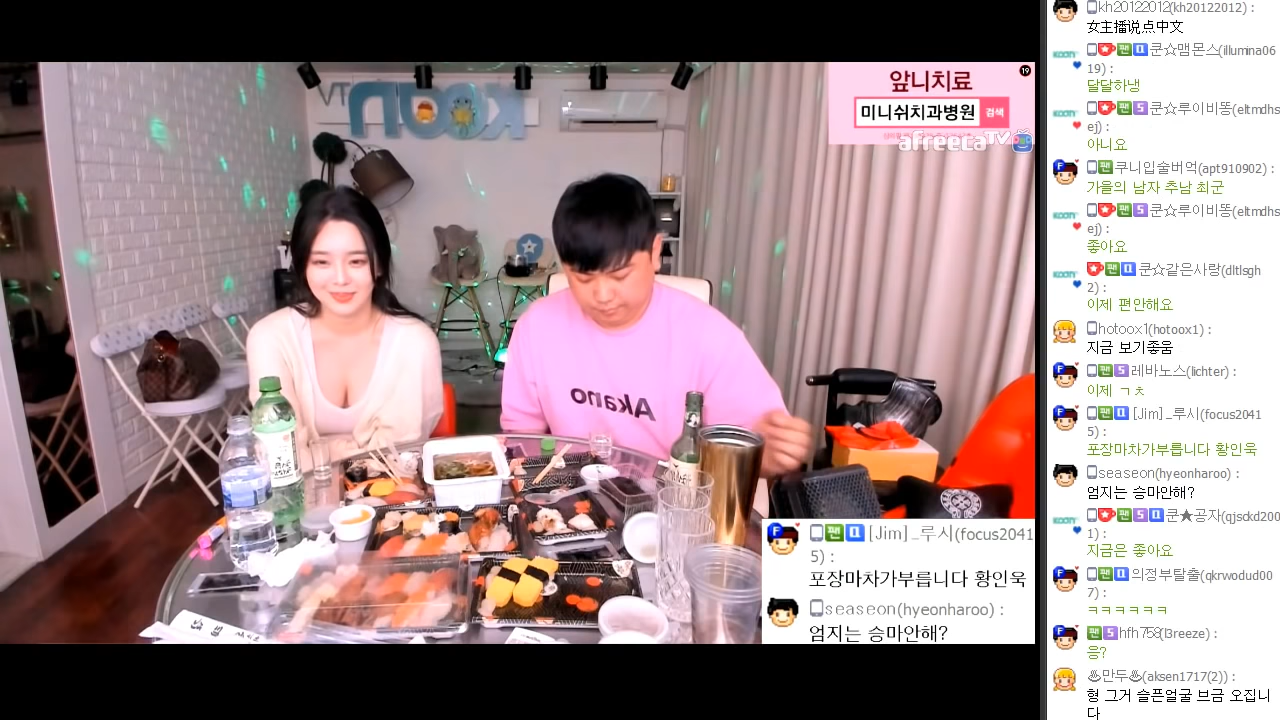 앞니치료
미니쉬치과병원 검색
19
afreecaTV
KOONTV
Akano
[Jim]_루시(focus2041
5) :
포장마차가부릅니다 황인욱
seaseon(hyeonharoo) :
엄지는 승마안해?
kh20122012(kh20122012) :
女主播说点中文
쿤☆맴몬스(illumina06
19) :
달달하냉
쿤☆루이비똥(eltmdhs
ej) :
아니요
쿠니입술버억(apt910902) :
가을의 남자 추남 최군
쿤☆루이비똥(eltmdhs
ej) :
좋아요
쿤☆같은사랑(dltlsgh
2) :
이제 편안해요
hotoox1(hotoox1) :
지금 보기좋음
레바노스(lichter) :
이제 ㄱㅊ
[Jim]_루시(focus2041
5) :
포장마차가부릅니다 황인욱
seaseon(hyeonharoo) :
엄지는 승마안해?
쿤★공자(qjsckd200
1) :
지금은 좋아요
의정부탈출(qkrwodud00
7) :
ㅋㅋㅋㅋㅋㅋ
hfh758(l3reeze) :
응?
♨만두♨(aksen1717(2)) :
형 그거 슬픈얼굴 브금 오집니
다